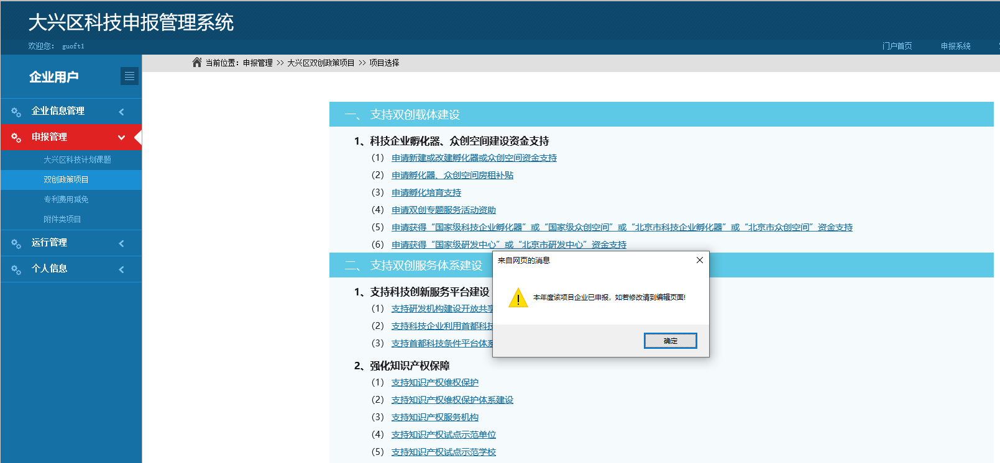 大兴区科技申报管理系统
欢迎您： guoft1
门户首页 申报系统
当前位置：申报管理 >> 大兴区双创政策项目 >> 项目选择
企业用户
企业信息管理
申报管理
大兴区科技计划课题
双创政策项目
专利费用减免
附件类项目
运行管理
个人信息
一、 支持双创载体建设
1、科技企业孵化器、众创空间建设资金支持
（1） 申请新建或改建孵化器或众创空间资金支持
（2） 申请孵化器、众创空间房租补贴
（3） 申请孵化培育支持
（4） 申请双创专题服务活动资助
（5） 申请获得“国家级科技企业孵化器”或“国家级众创空间”或“北京市科技企业孵化器”或“北京市众创空间”资金支持
（6） 申请获得“国家级研发中心”或“北京市研发中心”资金支持
二、 支持双创服务体系建设
1、支持科技创新服务平台建设
（1） 支持研发机构建设开放共享
（2） 支持科技企业利用首都科技
（3） 支持首都科技条件平台体系
2、强化知识产权保障
（1） 支持知识产权维权保护
（2） 支持知识产权维权保护体系建设
（3） 支持知识产权服务机构
（4） 支持知识产权试点示范单位
（5） 支持知识产权试点示范学校
来自网页的消息
本年度该项目企业已申报，如若修改请到编辑页面!
确定